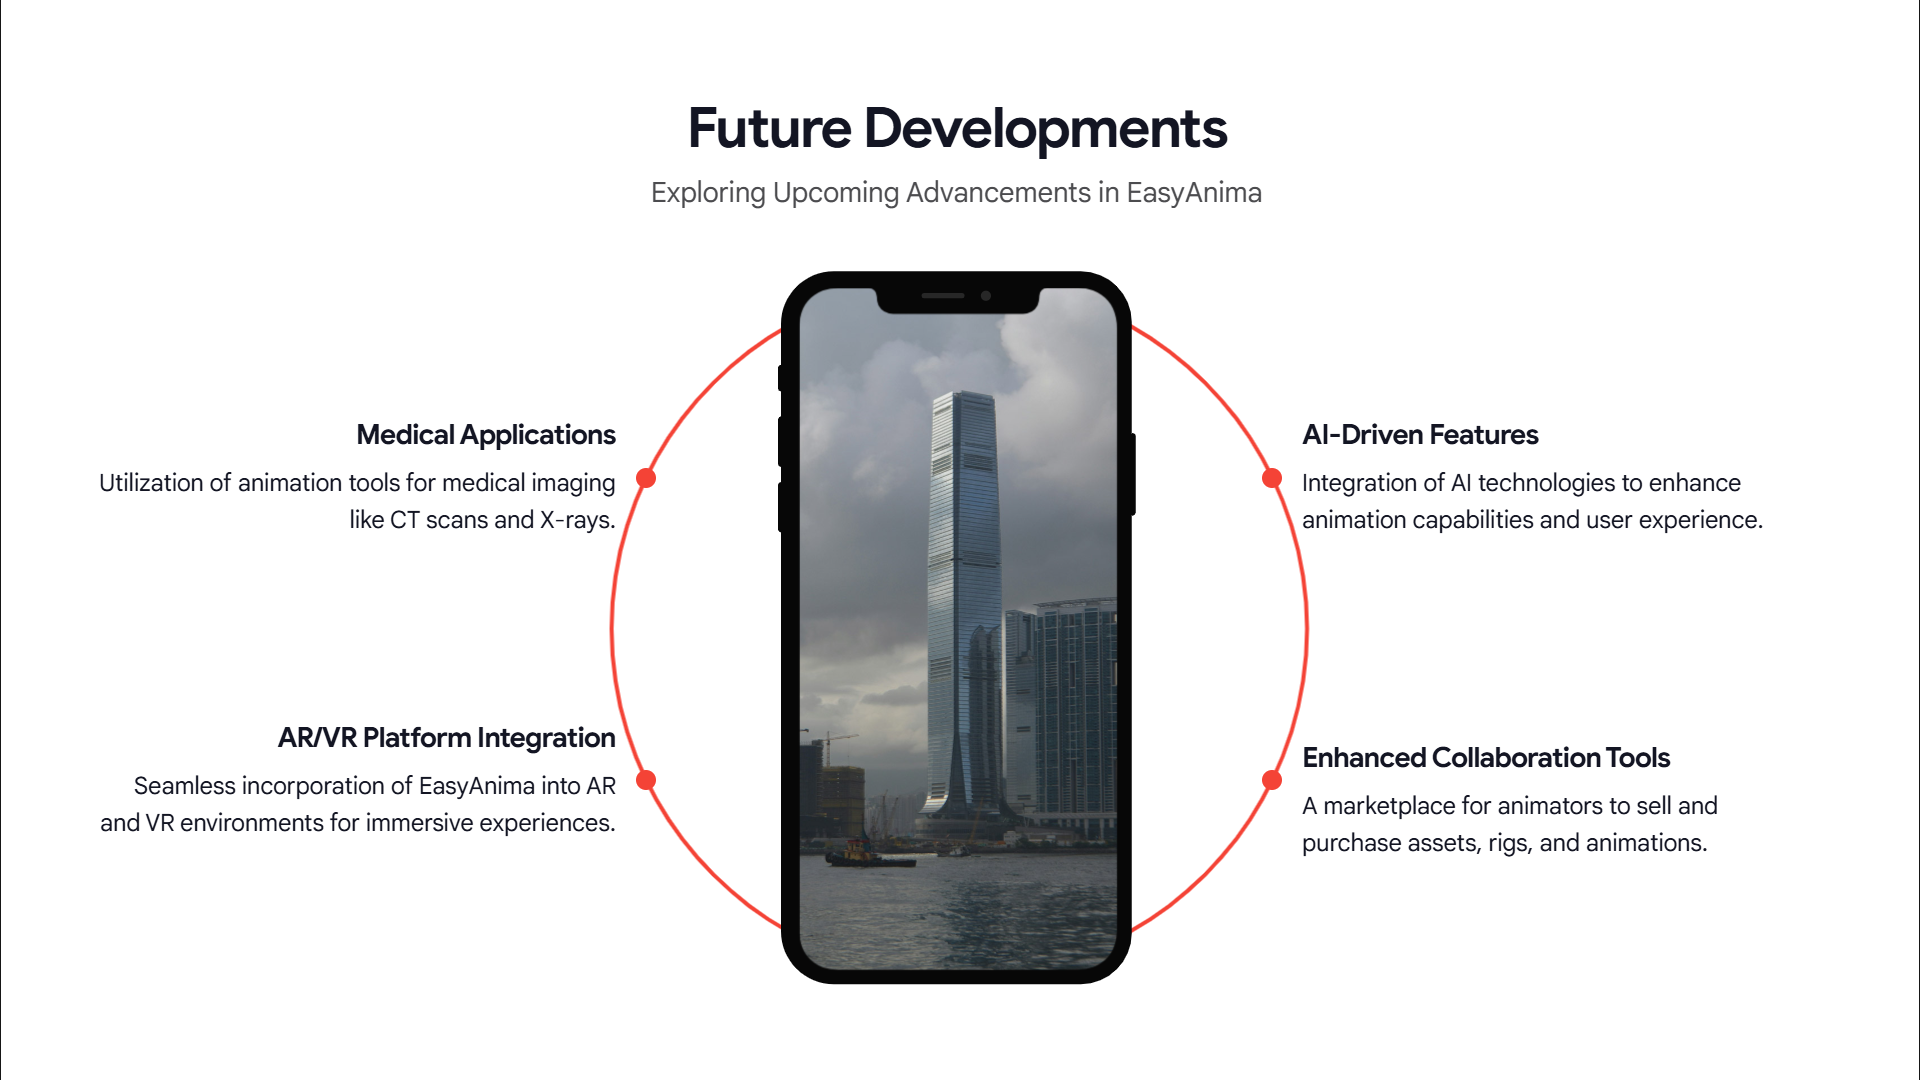 Future Developments
Exploring Upcoming Advancements in EasyAnima
Medical Applications
Utilization of animation tools for medical imaging
like CT scans and X-rays.
AR/VR Platform Integration
Seamless incorporation of EasyAnima into AR
and VR environments for immersive experiences.
AI-Driven Features
Integration of AI technologies to enhance
animation capabilities and user experience.
Enhanced Collaboration Tools
A marketplace for animators to sell and
purchase assets, rigs, and animations.